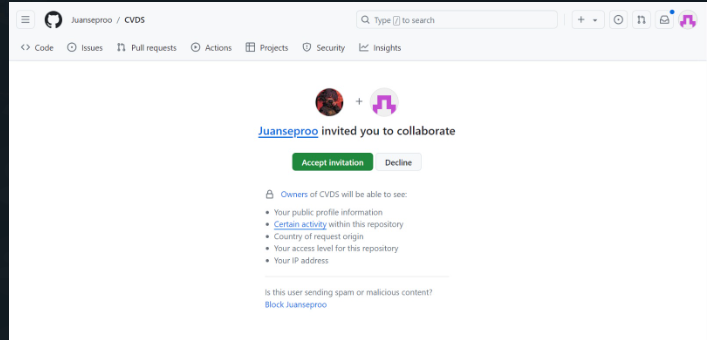 Juanseproo / CVDS
Type / to search
Code Issues Pull requests Actions Projects Security Insights
+
Juanseproo invited you to collaborate
Accept invitation Decline
Owners of CVDS will be able to see:
• Your public profile information
• Certain activity within this repository
• Country of request origin
• Your access level for this repository
• Your IP address
Is this user sending spam or malicious content?
Block Juanseproo